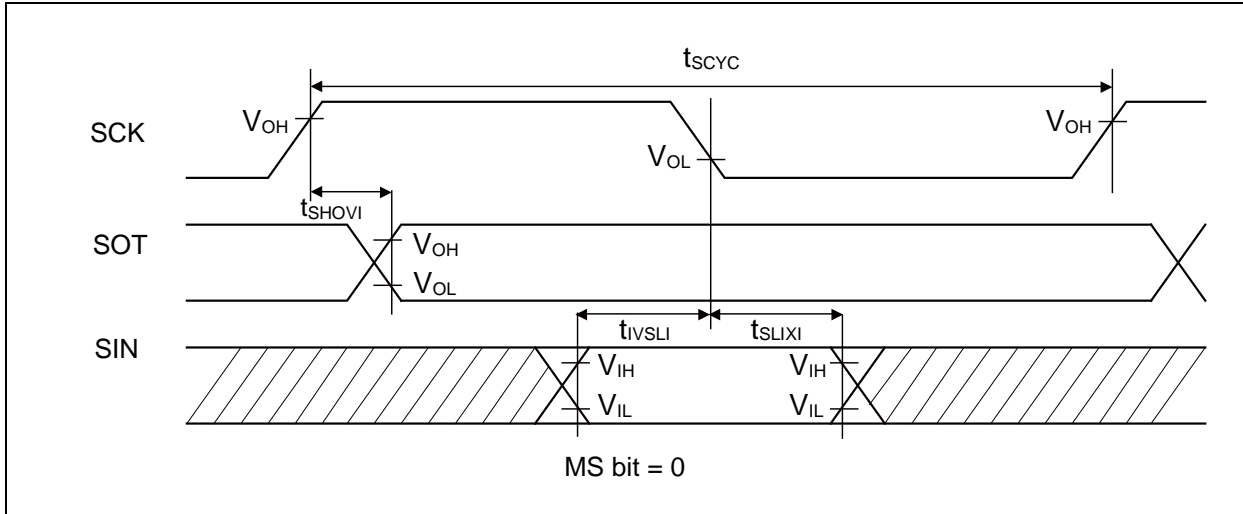 tSCYC
SCK
VOH
VOL
VOH
tSHOVI
SOT
VOH
VOL
tIVSLI
tSLIXI
SIN
VIH
VIH
VIL
VIL
MS bit = 0